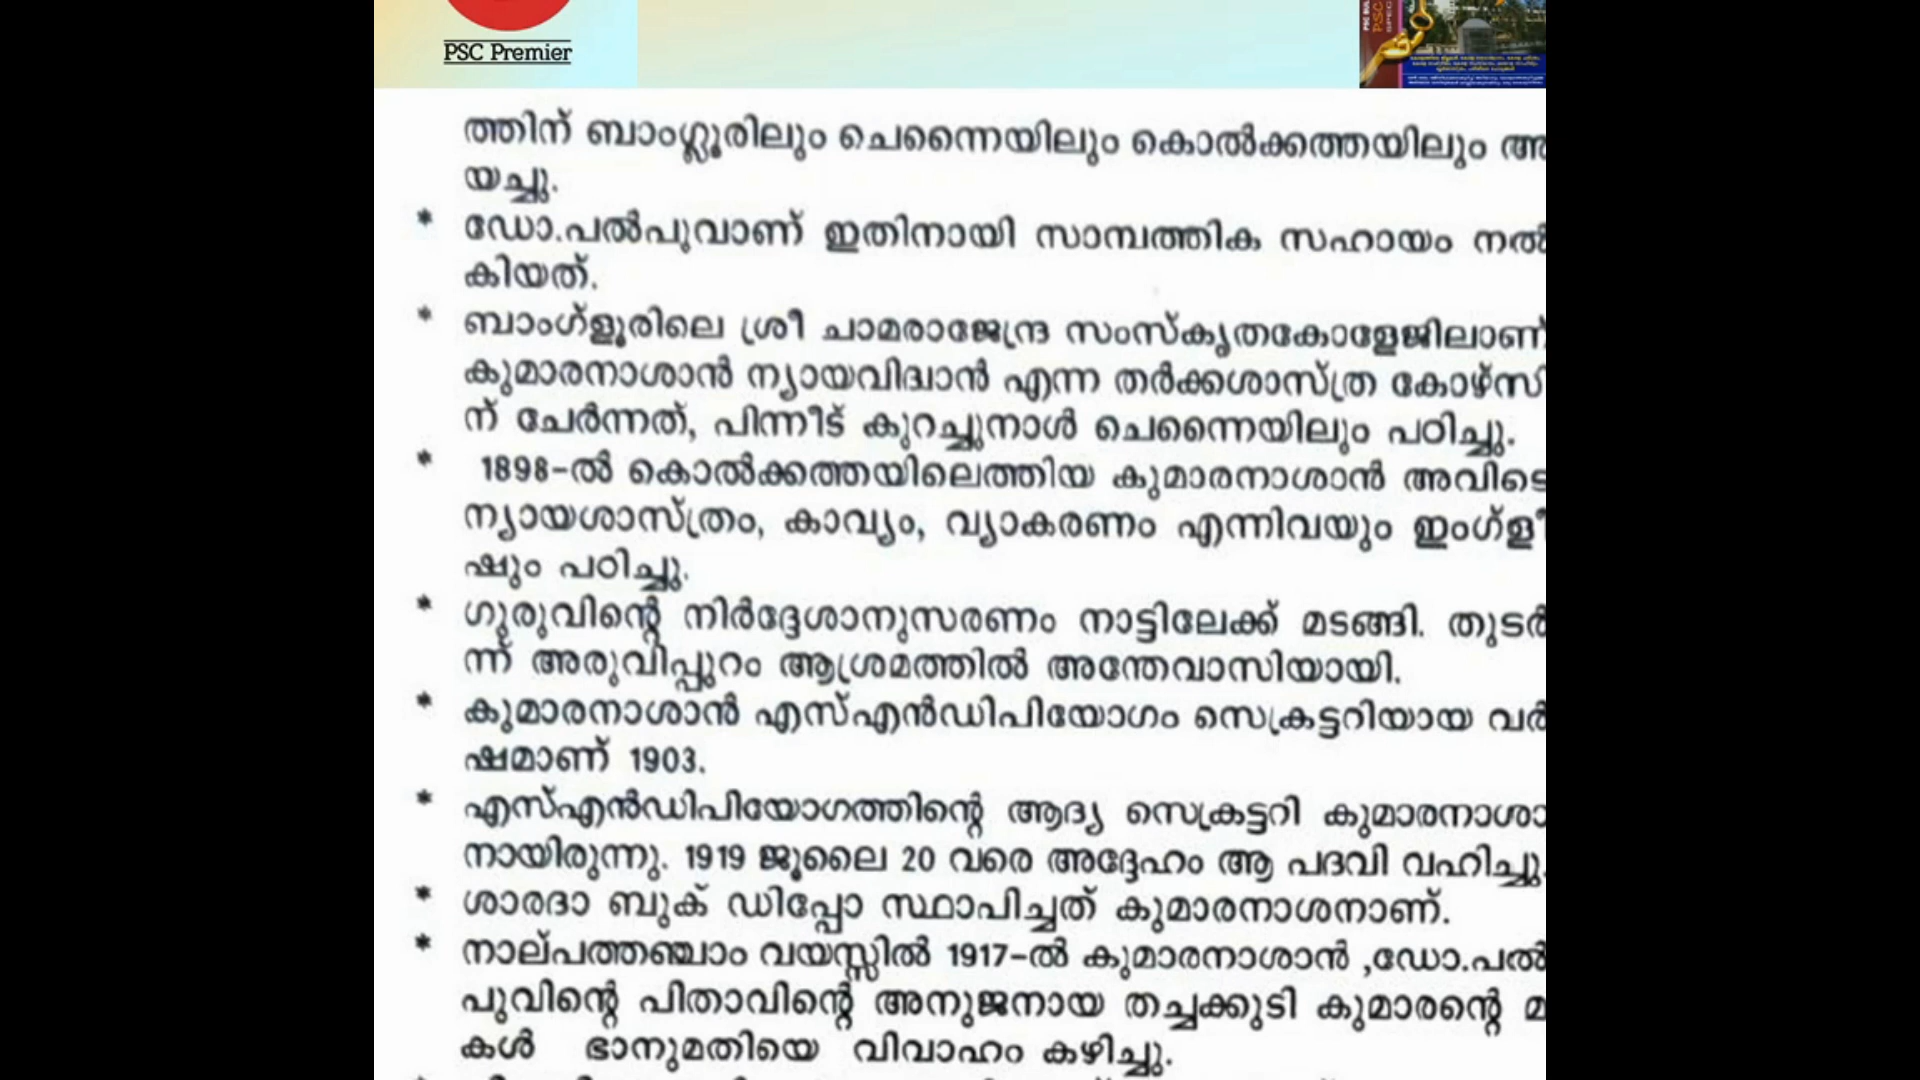 PSC Premier
ത്തിന് ബാംഗ്ലൂരിലും ചെന്നൈയിലും കൊൽക്കത്തയിലും അ
യച്ചു.
* ഡോ.പൽപുവാണ് ഇതിനായി സാമ്പത്തിക സഹായം നൽ
കിയത്.
* ബാംഗ്ളൂരിലെ ശ്രീ ചാമരാജേന്ദ്ര സംസ്കൃതകോളേജിലാണ്
കുമാരനാശാൻ ന്യായവിദ്വാൻ എന്ന തർക്കശാസ്ത്ര കോഴ്സി
ന് ചേർന്നത്, പിന്നീട് കുറച്ചുനാൾ ചെന്നൈയിലും പഠിച്ചു.
* 1898-ൽ കൊൽക്കത്തയിലെത്തിയ കുമാരനാശാൻ അവിടെ
ന്യായശാസ്ത്രം, കാവ്യം, വ്യാകരണം എന്നിവയും ഇംഗ്ളീ
ഷും പഠിച്ചു.
* ഗുരുവിന്റെ നിർദ്ദേശാനുസരണം നാട്ടിലേക്ക് മടങ്ങി. തുടർ
ന്ന് അരുവിപ്പുറം ആശ്രമത്തിൽ അന്തേവാസിയായി.
* കുമാരനാശാൻ എസ്എൻഡിപിയോഗം സെക്രട്ടറിയായ വർ
ഷമാണ് 1903.
* എസ്എൻഡിപിയോഗത്തിന്റെ ആദ്യ സെക്രട്ടറി കുമാരനാശാ
നായിരുന്നു. 1919 ജൂലൈ 20 വരെ അദ്ദേഹം ആ പദവി വഹിച്ചു.
* ശാരദാ ബുക് ഡിപ്പോ സ്ഥാപിച്ചത് കുമാരനാശനാണ്.
* നാല്പത്തഞ്ചാം വയസ്സിൽ 1917-ൽ കുമാരനാശാൻ ,ഡോ.പൽ
പുവിന്റെ പിതാവിന്റെ അനുജനായ തച്ചക്കുടി കുമാരന്റെ മ
കൾ ഭാനുമതിയെ വിവാഹം കഴിച്ചു.